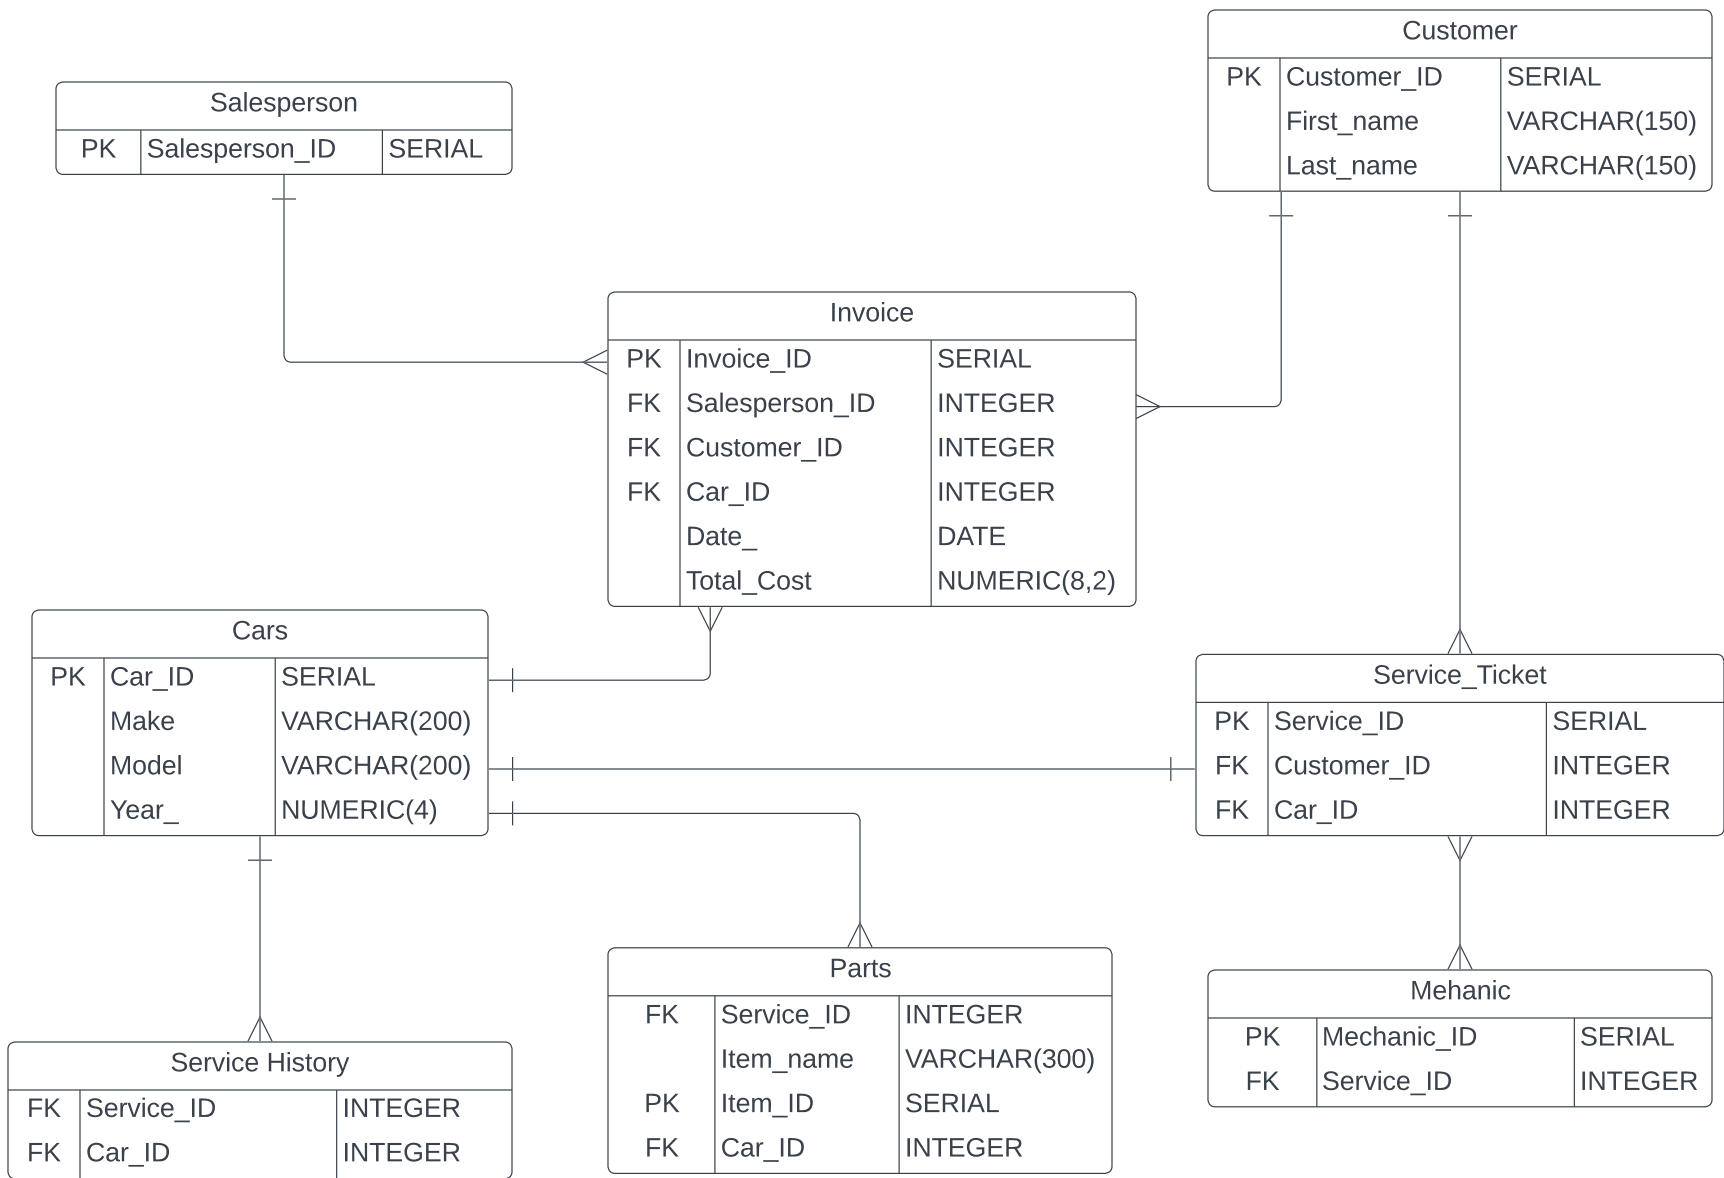 Salesperson
PK Salesperson_ID SERIAL
Customer
PK Customer_ID SERIAL
First_name VARCHAR(150)
Last_name VARCHAR(150)
Invoice
PK Invoice_ID SERIAL
FK Salesperson_ID INTEGER
FK Customer_ID INTEGER
FK Car_ID INTEGER
Date_ DATE
Total_Cost NUMERIC(8,2)
Cars
PK Car_ID SERIAL
Make VARCHAR(200)
Model VARCHAR(200)
Year_ NUMERIC(4)
Service_Ticket
PK Service_ID SERIAL
FK Customer_ID INTEGER
FK Car_ID INTEGER
Service History
FK Service_ID INTEGER
FK Car_ID INTEGER
Parts
FK Service_ID INTEGER
Item_name VARCHAR(300)
PK Item_ID SERIAL
FK Car_ID INTEGER
Mehanic
PK Mechanic_ID SERIAL
FK Service_ID INTEGER